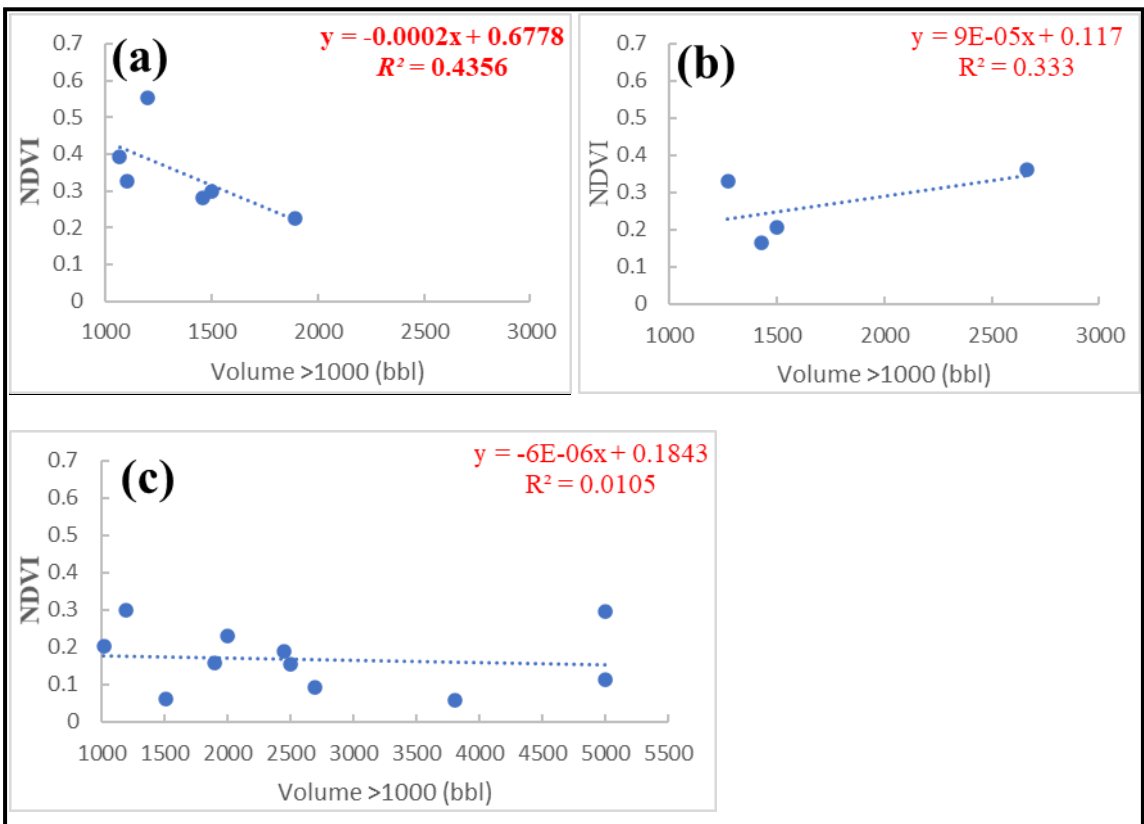 (a)
y = -0.0002x + 0.6778
R² = 0.4356
0.7
0.6
0.5
0.4
0.3
0.2
0.1
0
NDVI
1000 1500 2000 2500 3000
Volume >1000 (bbl)
(b)
y = 9E-05x + 0.117
R² = 0.333
0.7
0.6
0.5
0.4
0.3
0.2
0.1
0
NDVI
1000 1500 2000 2500 3000
Volume >1000 (bbl)
(c)
y = -6E-06x + 0.1843
R² = 0.0105
0.7
0.6
0.5
0.4
0.3
0.2
0.1
0
NDVI
1000 1500 2000 2500 3000 3500 4000 4500 5000 5500
Volume >1000 (bbl)